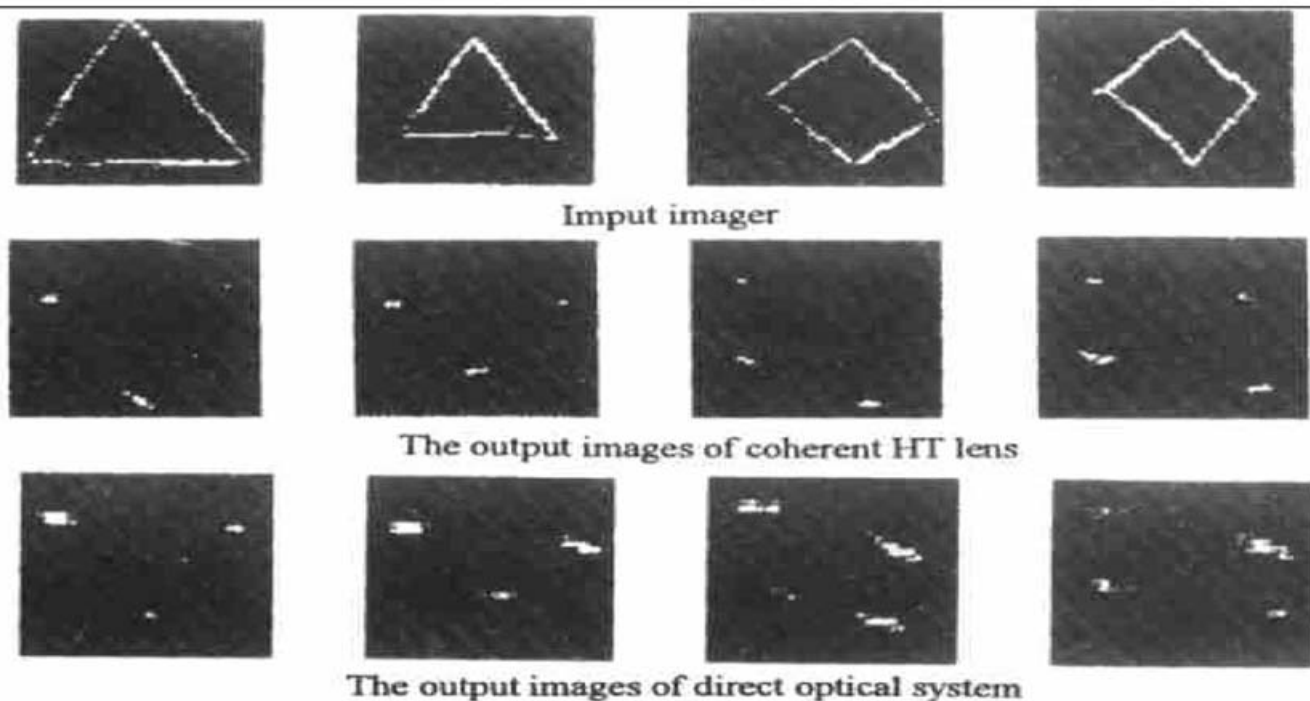 Imput imager
The output images of coherent HT lens
The output images of direct optical system